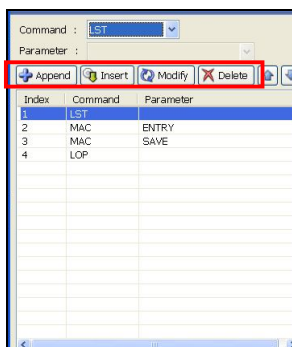 Command : LST
Parameter :
Append Insert Modify Delete
Index Command Parameter
1 LST
2 MAC ENTRY
3 MAC SAVE
4 LOP